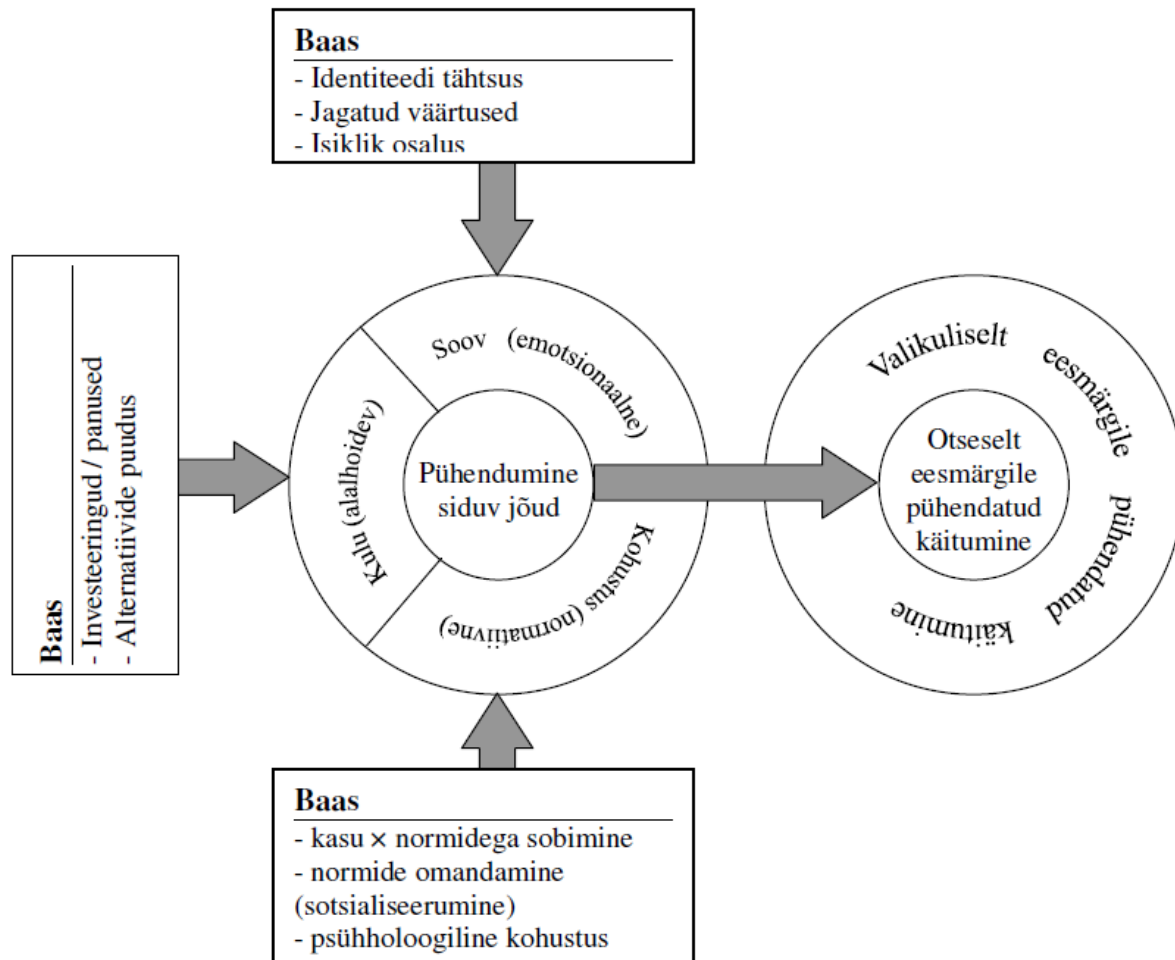 Baas
- Identiteedi tähtsus
- Jagatud väärtused
- Isiklik osalus
Baas
- Investeeringud / panused
- Alternatiivide puudus
Soov (emotsionaalne)
Kulu (alalhoidev)
Kohustus (normatiivne)
Pühendumine
siduv jõud
Valikuliselt eesmärgile pühendatud käitumine
Otseselt
eesmärgile
pühendatud
käitumine
Baas
- kasu × normidega sobimine
- normide omandamine
(sotsialiseerumine)
- psühholoogiline kohustus